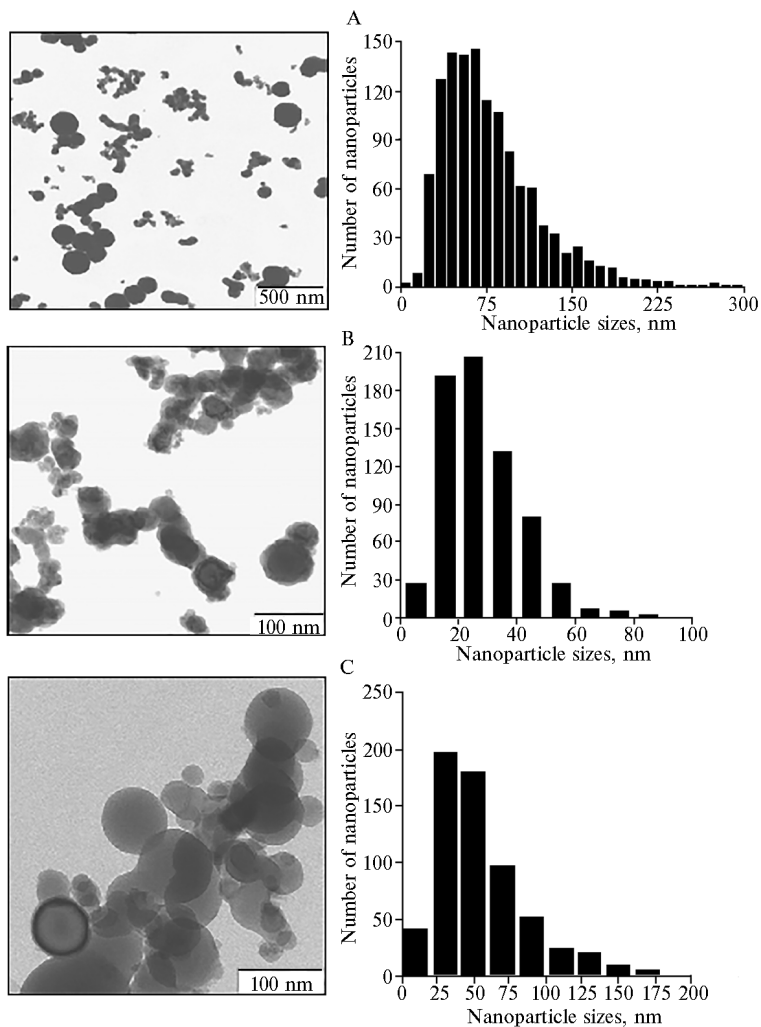 A
150
120
90
60
30
0
Number of nanoparticles
0 75 150 225 300
Nanoparticle sizes, nm
500 nm
B
210
180
150
120
90
60
30
0
Number of nanoparticles
0 20 40 60 80 100
Nanoparticle sizes, nm
100 nm
C
250
200
150
100
50
0
Number of nanoparticles
0 25 50 75 100 125 150 175 200
Nanoparticle sizes, nm
100 nm